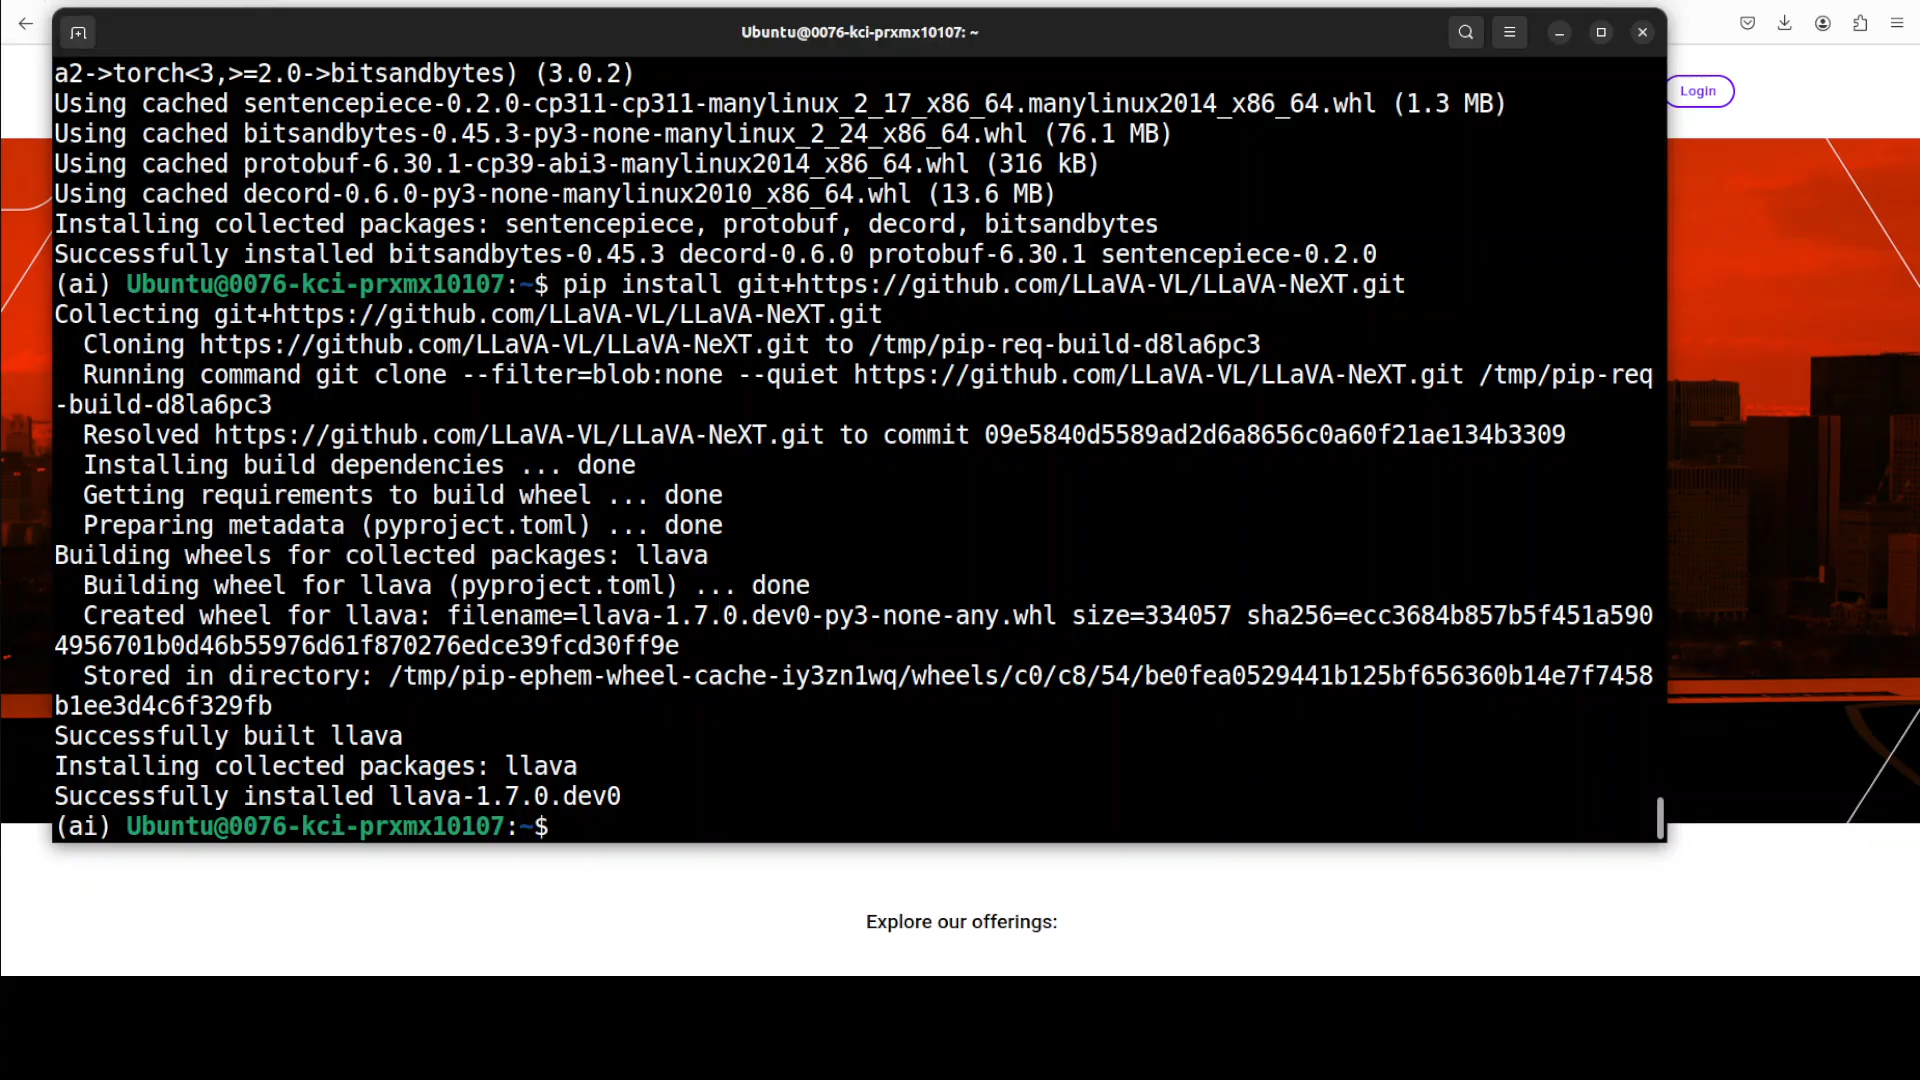 Ubuntu@0076-kci-prxmx10107: ~
Login
a2->torch<3,>=2.0->bitsandbytes) (3.0.2)
Using cached sentencepiece-0.2.0-cp311-cp311-manylinux_2_17_x86_64.manylinux2014_x86_64.whl (1.3 MB)
Using cached bitsandbytes-0.45.3-py3-none-manylinux_2_24_x86_64.whl (76.1 MB)
Using cached protobuf-6.30.1-cp39-abi3-manylinux2014_x86_64.whl (316 kB)
Using cached decord-0.6.0-py3-none-manylinux2010_x86_64.whl (13.6 MB)
Installing collected packages: sentencepiece, protobuf, decord, bitsandbytes
Successfully installed bitsandbytes-0.45.3 decord-0.6.0 protobuf-6.30.1 sentencepiece-0.2.0
(ai) Ubuntu@0076-kci-prxmx10107:~$ pip install git+https://github.com/LLaVA-VL/LLaVA-NeXT.git
Collecting git+https://github.com/LLaVA-VL/LLaVA-NeXT.git
  Cloning https://github.com/LLaVA-VL/LLaVA-NeXT.git to /tmp/pip-req-build-d8la6pc3
  Running command git clone --filter=blob:none --quiet https://github.com/LLaVA-VL/LLaVA-NeXT.git /tmp/pip-req
-build-d8la6pc3
  Resolved https://github.com/LLaVA-VL/LLaVA-NeXT.git to commit 09e5840d5589ad2d6a8656c0a60f21ae134b3309
  Installing build dependencies ... done
  Getting requirements to build wheel ... done
  Preparing metadata (pyproject.toml) ... done
Building wheels for collected packages: llava
  Building wheel for llava (pyproject.toml) ... done
  Created wheel for llava: filename=llava-1.7.0.dev0-py3-none-any.whl size=334057 sha256=ecc3684b857b5f451a590
4956701b0d46b55976d61f870276edce39fcd30ff9e
  Stored in directory: /tmp/pip-ephem-wheel-cache-iy3zn1wq/wheels/c0/c8/54/be0fea0529441b125bf656360b14e7f7458
b1ee3d4c6f329fb
Successfully built llava
Installing collected packages: llava
Successfully installed llava-1.7.0.dev0
(ai) Ubuntu@0076-kci-prxmx10107:~$
Explore our offerings: